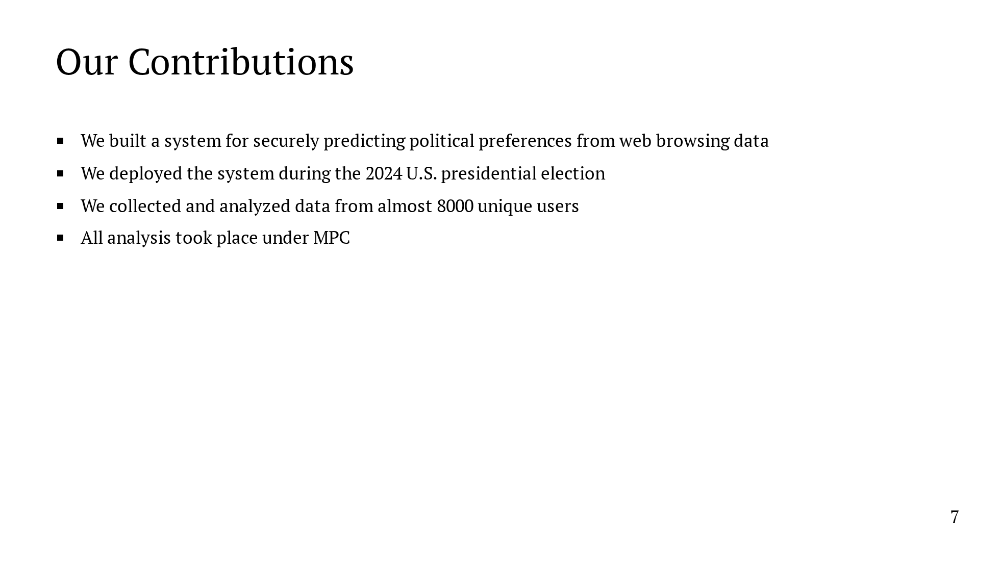 Our Contributions
▪ We built a system for securely predicting political preferences from web browsing data
▪ We deployed the system during the 2024 U.S. presidential election
▪ We collected and analyzed data from almost 8000 unique users
▪ All analysis took place under MPC
7